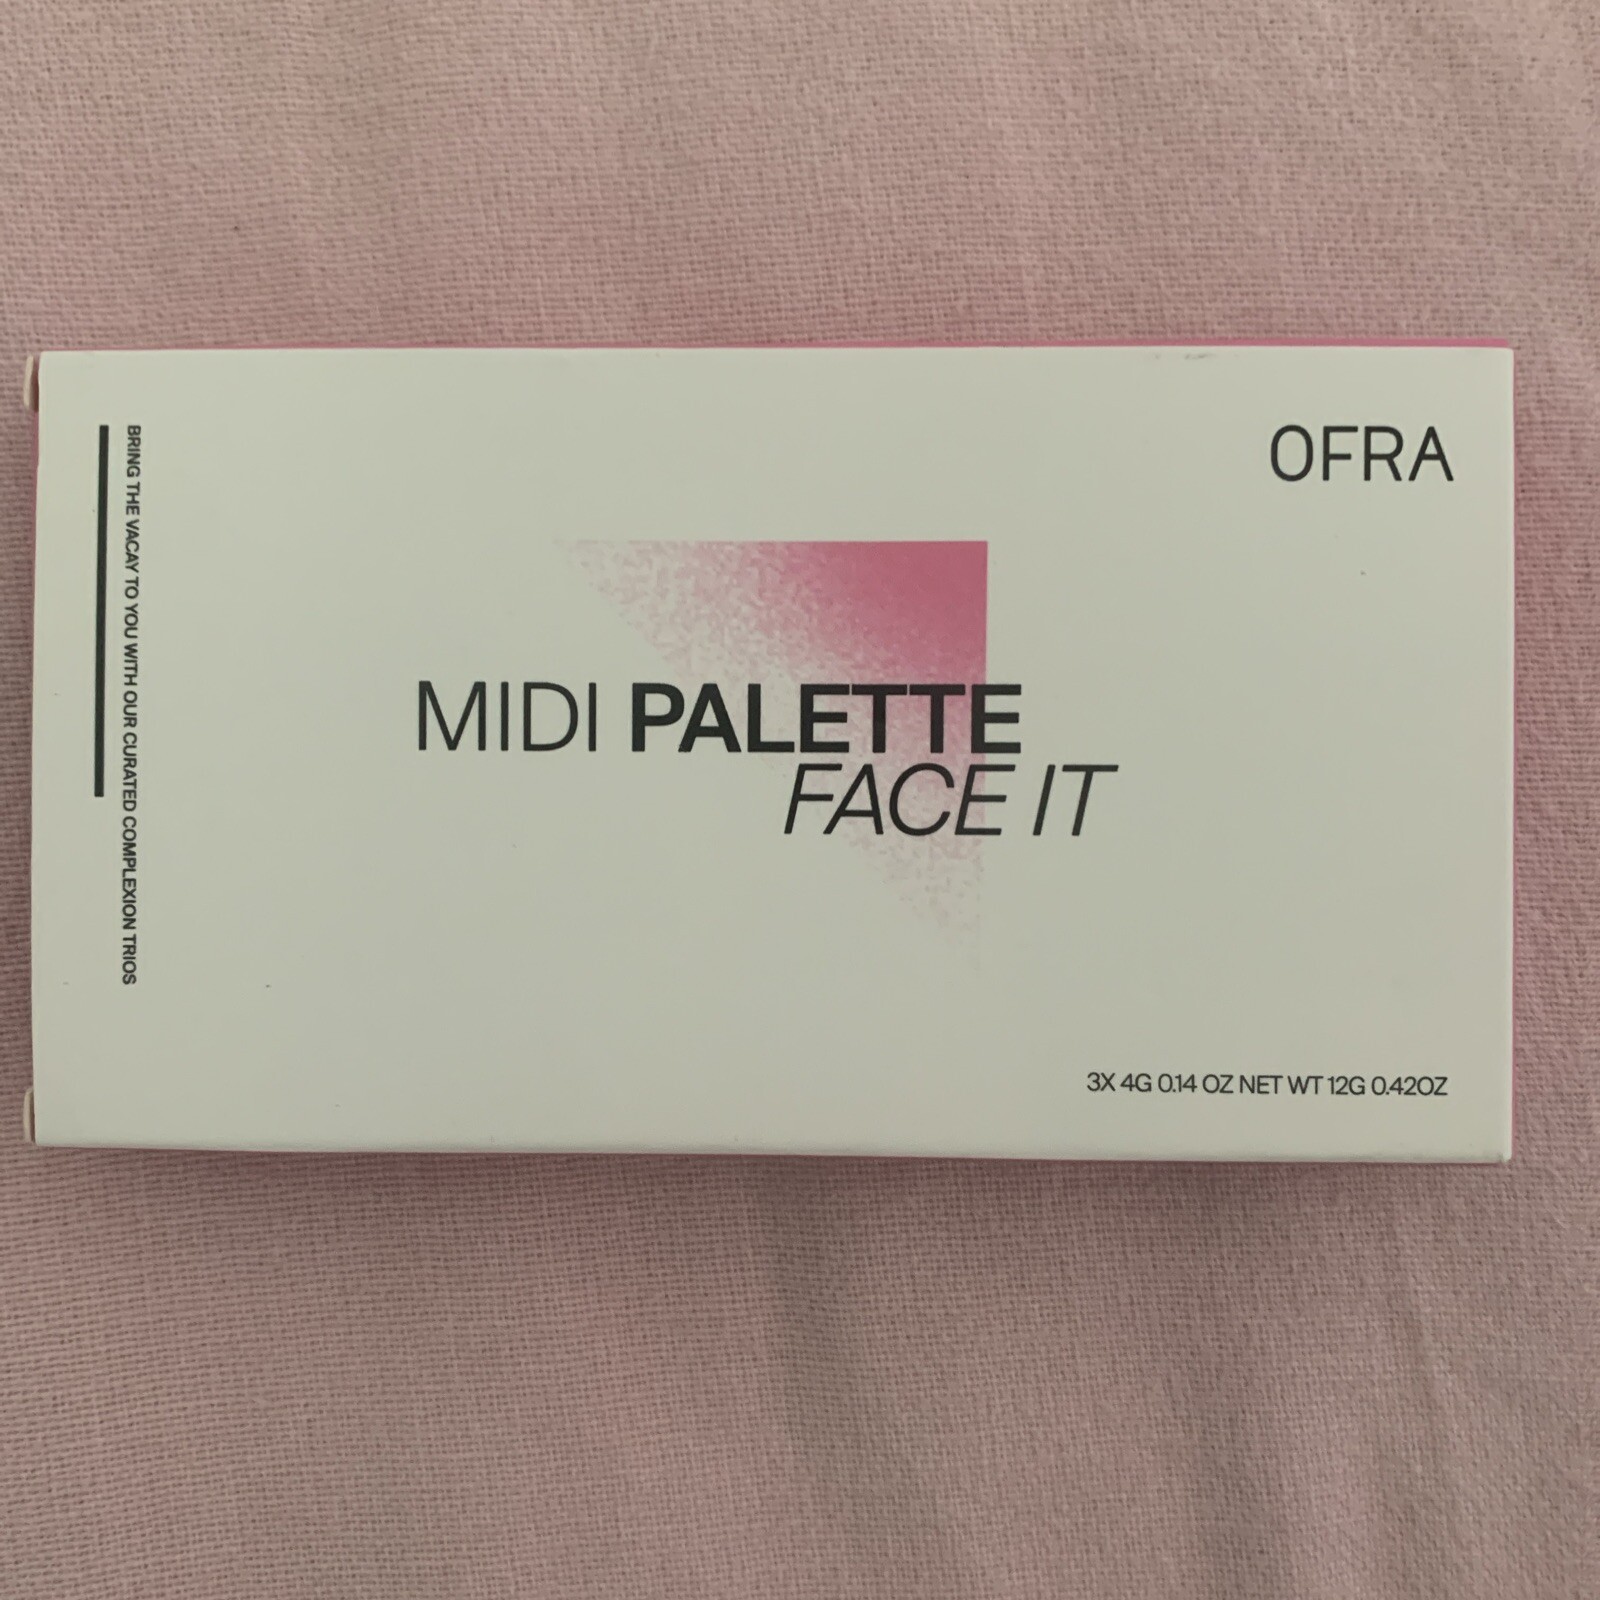 OFRA
MIDI PALETTE
FACE IT
BRING THE VACAY TO YOU WITH OUR CURATED COMPLEXION TRIOS
3X 4G 0.14 OZ NET WT 12G 0.42OZ